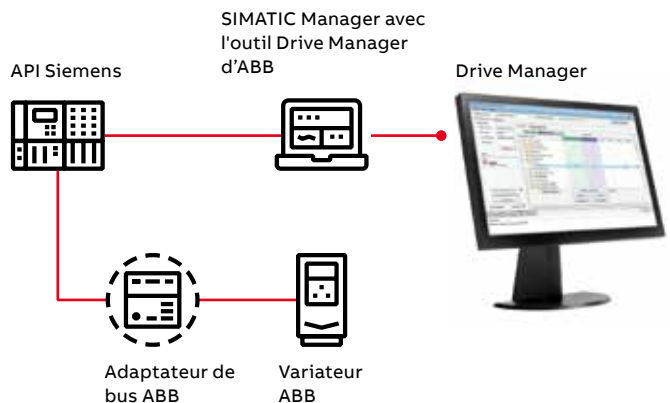 SIMATIC Manager avec
l'outil Drive Manager
d'ABB
API Siemens
Drive Manager
Adaptateur de
bus ABB
Variateur
ABB